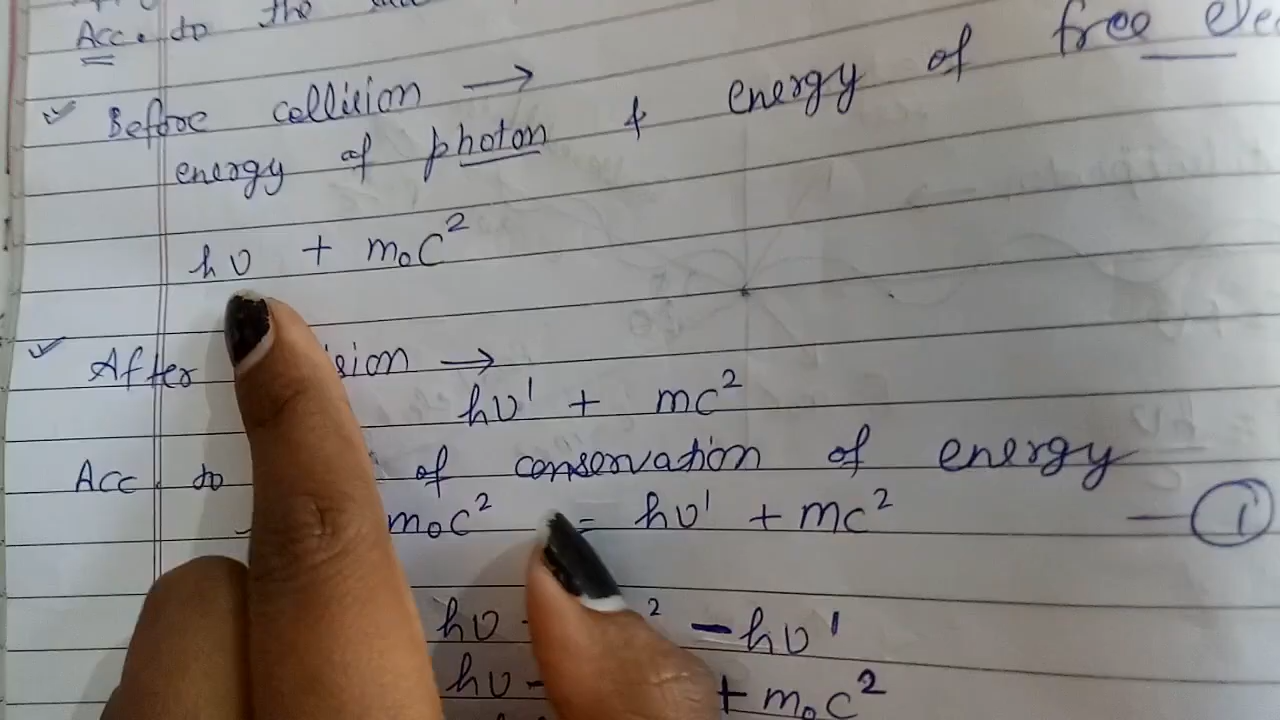 Acc. to the
Before collision → 
energy of photon & energy of free
hυ + m₀c²
After →
hυ' + mc²
Acc. to of conservation of energy
m₀c² = hυ' + mc² — ①
hυ - ² - hυ'
hυ - + m₀c²